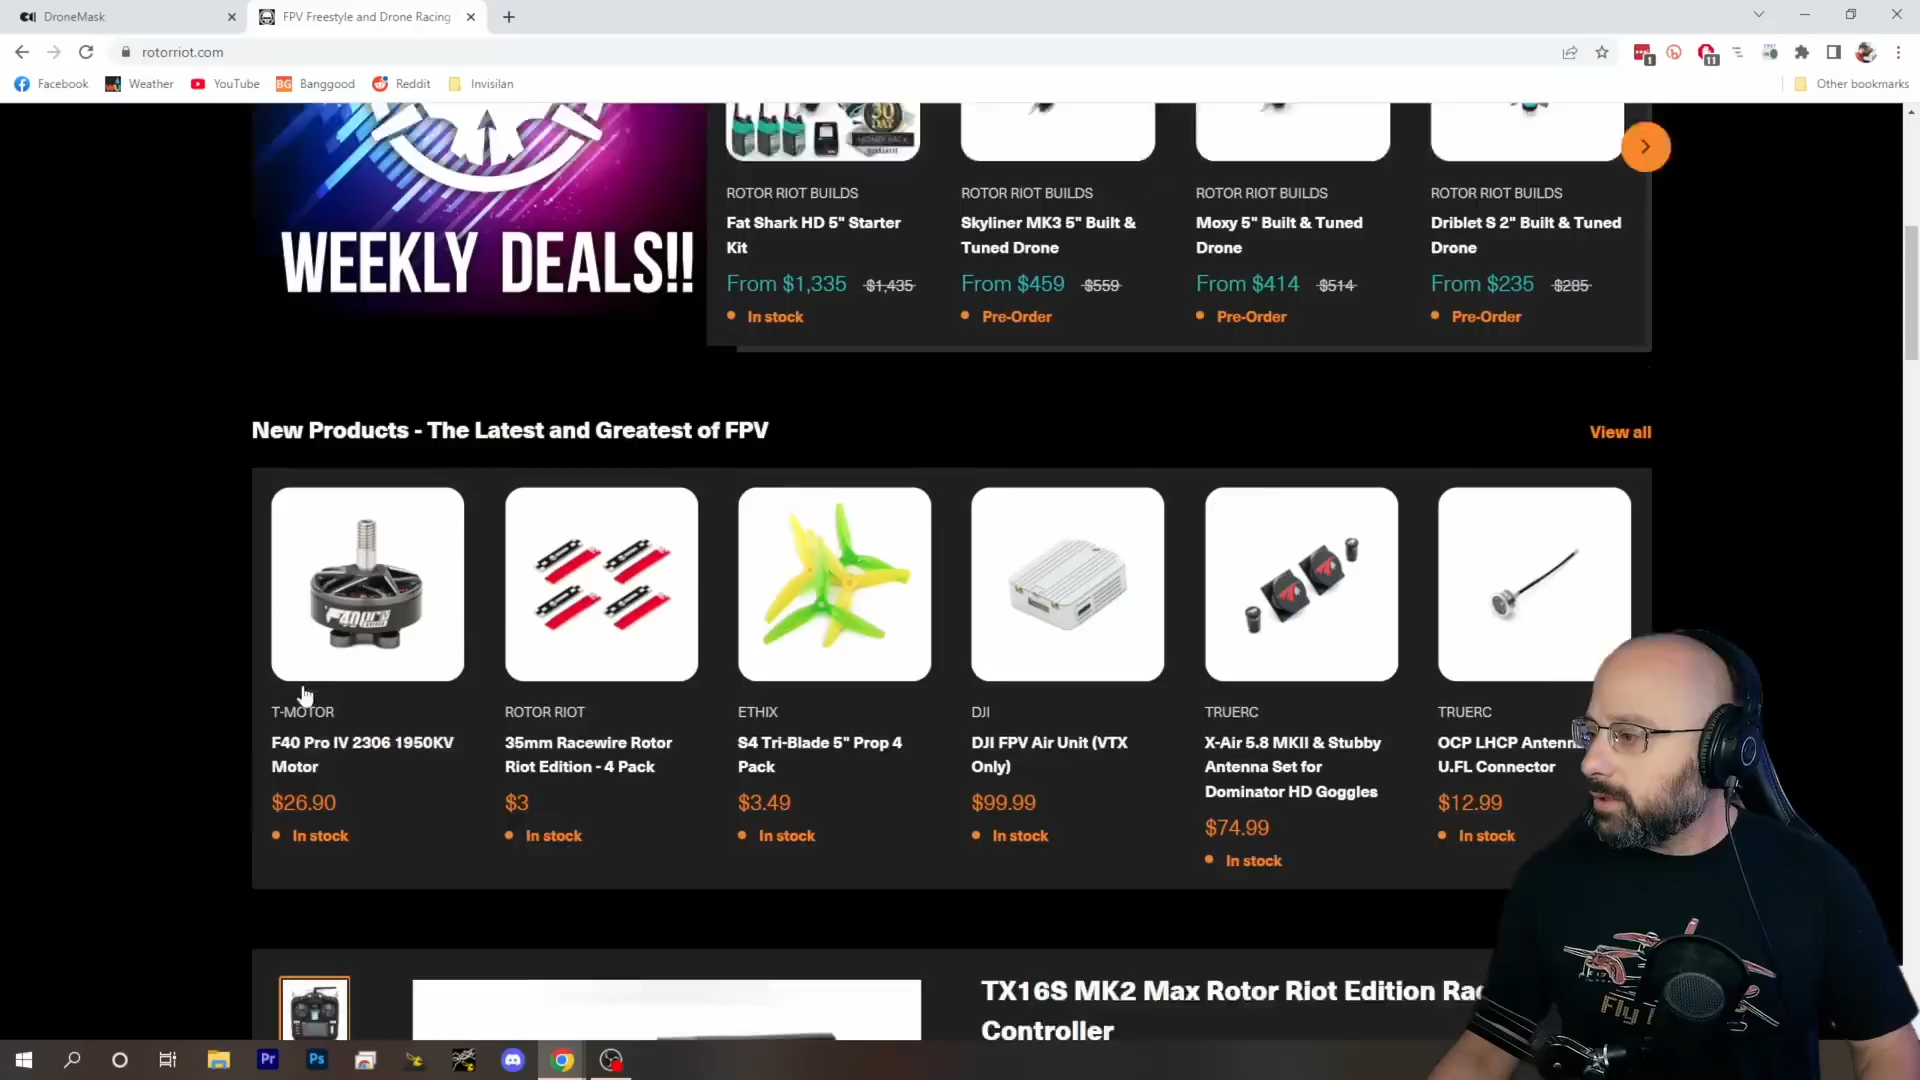 DroneMask
FPV Freestyle and Drone Racing
rotorriot.com
1
11
Facebook
Weather
YouTube
BG Banggood
Reddit
Invisilan
Other bookmarks
WEEKLY DEALS!!
30
DAY
ROTOR RIOT BUILDS
Fat Shark HD 5" Starter
Kit
From $1,335 $1,435
In stock
ROTOR RIOT BUILDS
Skyliner MK3 5" Built &
Tuned Drone
From $459 $559
Pre-Order
ROTOR RIOT BUILDS
Moxy 5" Built & Tuned
Drone
From $414 $514
Pre-Order
ROTOR RIOT BUILDS
Driblet S 2" Built & Tuned
Drone
From $235 $285
Pre-Order
New Products - The Latest and Greatest of FPV
View all
T-MOTOR
F40 Pro IV 2306 1950KV
Motor
$26.90
In stock
ROTOR RIOT
35mm Racewire Rotor
Riot Edition - 4 Pack
$3
In stock
ETHIX
S4 Tri-Blade 5" Prop 4
Pack
$3.49
In stock
DJI
DJI FPV Air Unit (VTX
Only)
$99.99
In stock
TRUERC
X-Air 5.8 MKII & Stubby
Antenna Set for
Dominator HD Goggles
$74.99
In stock
TRUERC
OCP LHCP Antenn
U.FL Connector
$12.99
In stock
TX16S MK2 Max Rotor Riot Edition Rad
Controller
Pr
Ps